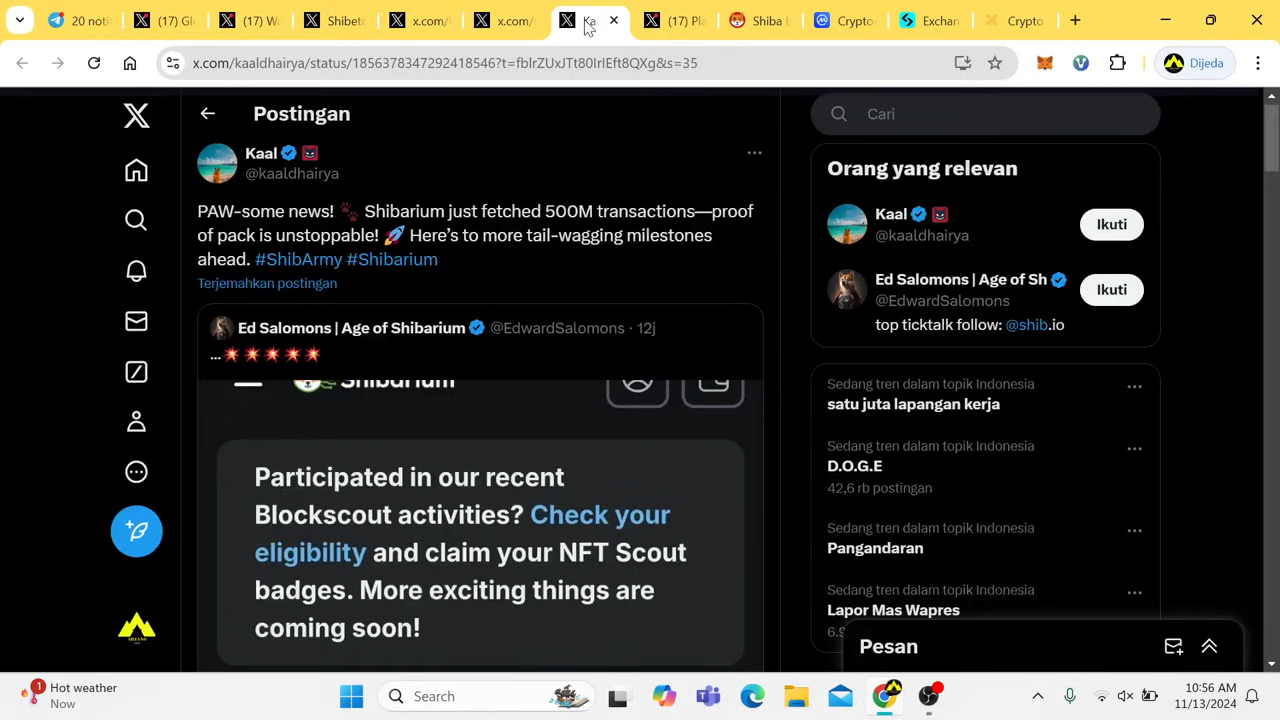 20 noti
(17) Gl
(17) Wa
Shibet
x.com/
x.com/
Ka
(17) Pl
Shiba I
Crypto
Exchan
Crypto
x.com/kaaldhairya/status/1856378347292418546?t=fblrZUxJTt80IrIEft8QXg&s=35
Dijeda
Postingan
Cari
Kaal
@kaaldhairya
PAW-some news! 🐾 Shibarium just fetched 500M transactions—proof
of pack is unstoppable! 🚀 Here's to more tail-wagging milestones
ahead. #ShibArmy #Shibarium
Terjemahkan postingan
Ed Salomons | Age of Shibarium @EdwardSalomons · 12j
...💥💥💥💥💥
Shibarium
Participated in our recent
Blockscout activities? Check your
eligibility and claim your NFT Scout
badges. More exciting things are
coming soon!
Orang yang relevan
Kaal
@kaaldhairya
Ikuti
Ed Salomons | Age of Sh
@EdwardSalomons
Ikuti
top ticktalk follow: @shib.io
Sedang tren dalam topik Indonesia
satu juta lapangan kerja
Sedang tren dalam topik Indonesia
D.O.G.E
42,6 rb postingan
Sedang tren dalam topik Indonesia
Pangandaran
Sedang tren dalam topik Indonesia
Lapor Mas Wapres
Pesan
1
Hot weather
Now
Search
10:56 AM
11/13/2024